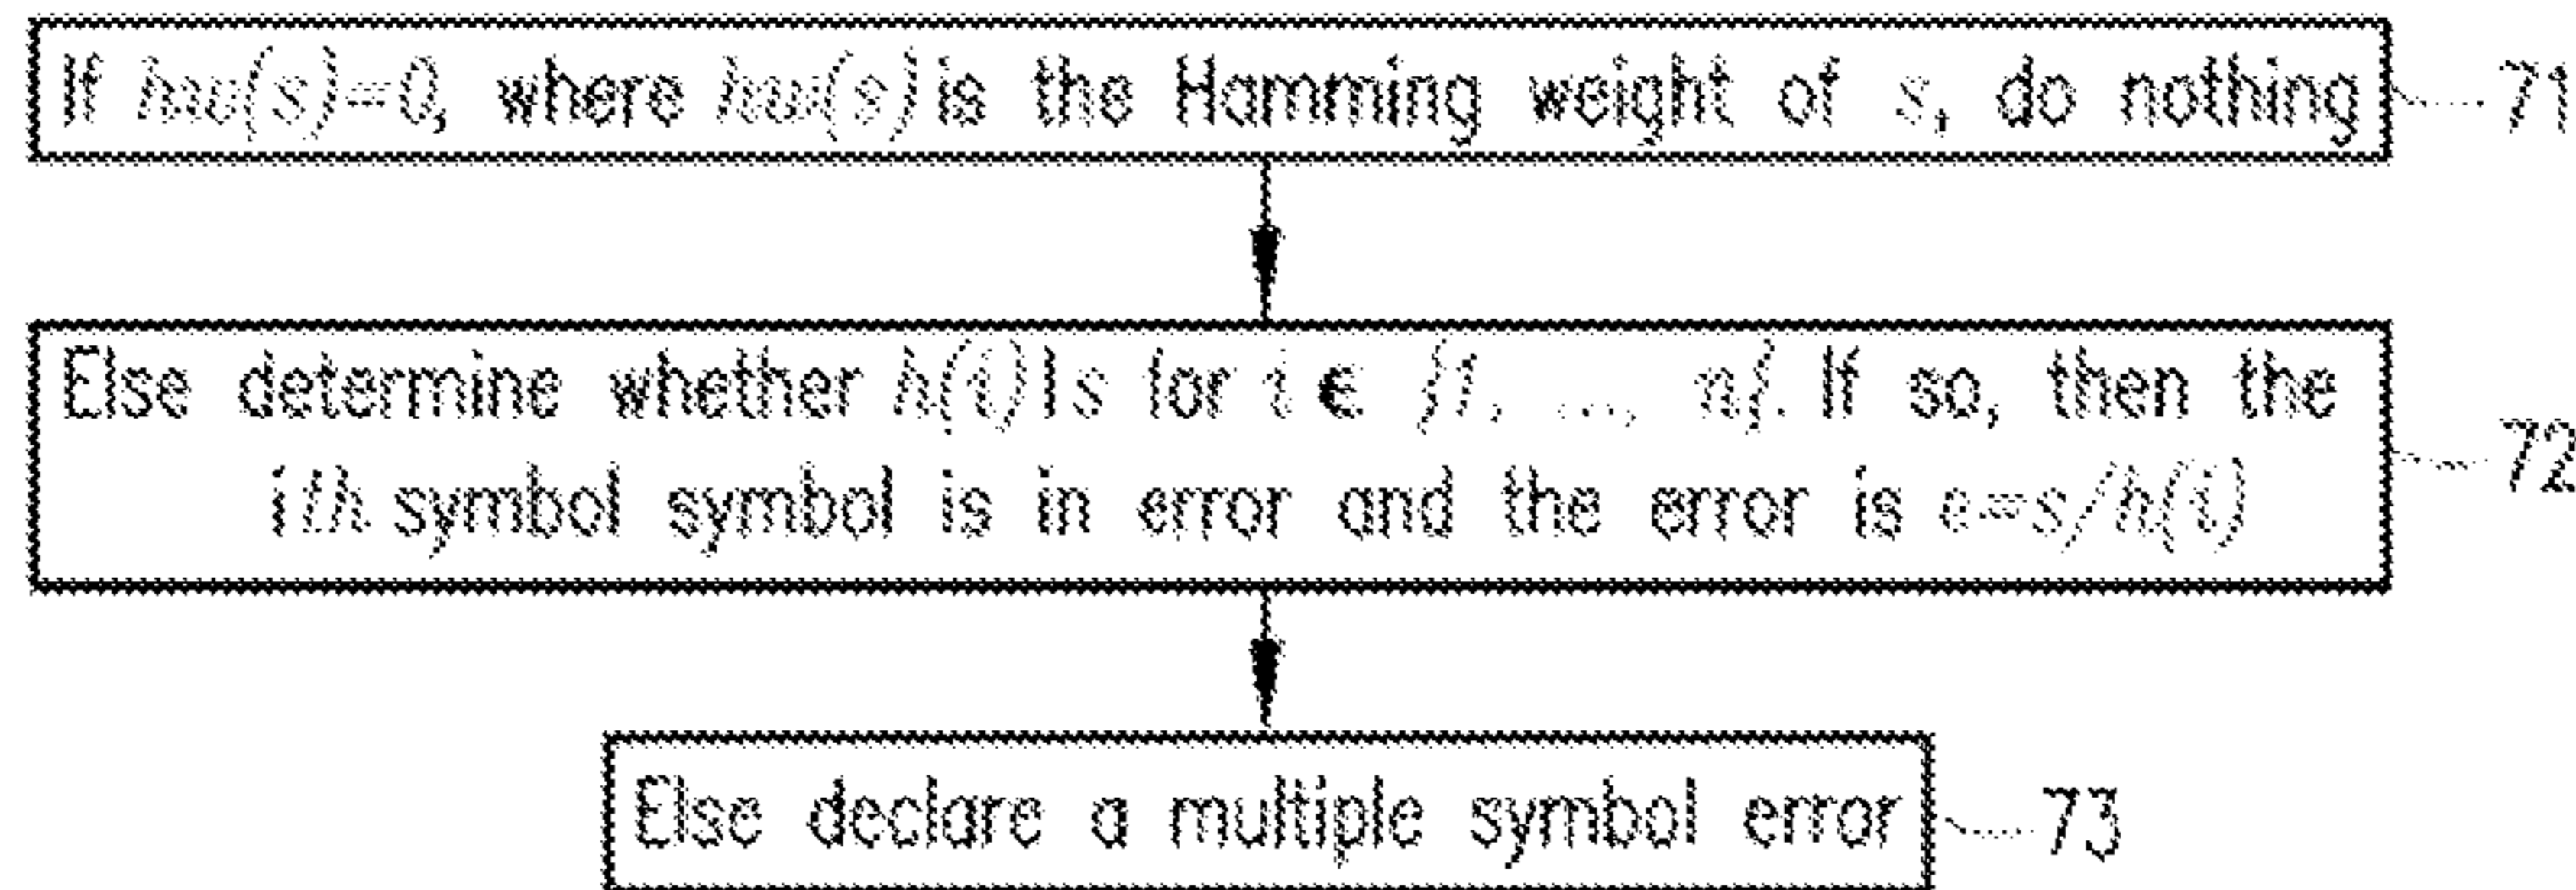 If hw(s)=0, where hw(s) is the Hamming weight of s, do nothing 71
Else determine whether h(i)|s for i ∈ {1, ..., n}. If so, then the
ith symbol symbol is in error and the error is e=s/h(i) 72
Else declare a multiple symbol error 73